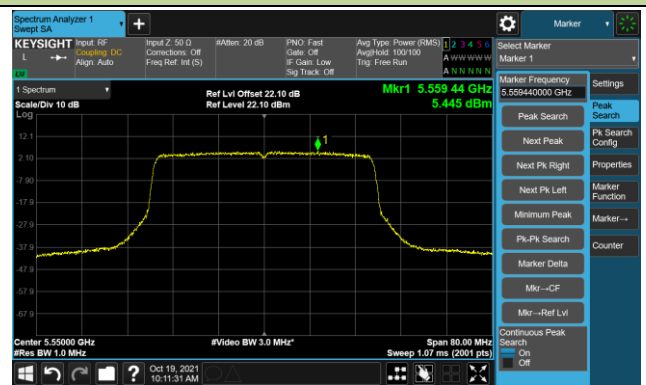 Spectrum Analyzer 1
Swept SA
Marker
KEYSIGHT
L
Input: RF
Coupling: DC
Align: Auto
Input Z: 50 Ω
Corrections: Off
Freq Ref: Int (S)
#Atten: 20 dB
PNO: Fast
Gate: Off
IF Gain: Low
Sig Track: Off
Avg Type: Power (RMS)
Avg|Hold: 100/100
Trig: Free Run
1 2 3 4 5 6
A W W W W W
A N N N N N
Select Marker
Marker 1
1 Spectrum
Scale/Div 10 dB
Log
Ref Lvl Offset 22.10 dB
Ref Level 22.10 dBm
Mkr1 5.559 44 GHz
5.445 dBm
1
12.1
2.10
-7.90
-17.9
-27.9
-37.9
-47.9
-57.9
-67.9
Center 5.55000 GHz
#Res BW 1.0 MHz
#Video BW 3.0 MHz*
Span 80.00 MHz
Sweep 1.07 ms (2001 pts)
Marker Frequency
5.559440000 GHz
Peak Search
Next Peak
Next Pk Right
Next Pk Left
Minimum Peak
Pk-Pk Search
Marker Delta
Mkr→CF
Mkr→Ref Lvl
Continuous Peak
Search
On
Off
Settings
Peak
Search
Pk Search
Config
Properties
Marker
Function
Marker→
Counter
?
Oct 19, 2021
10:11:31 AM